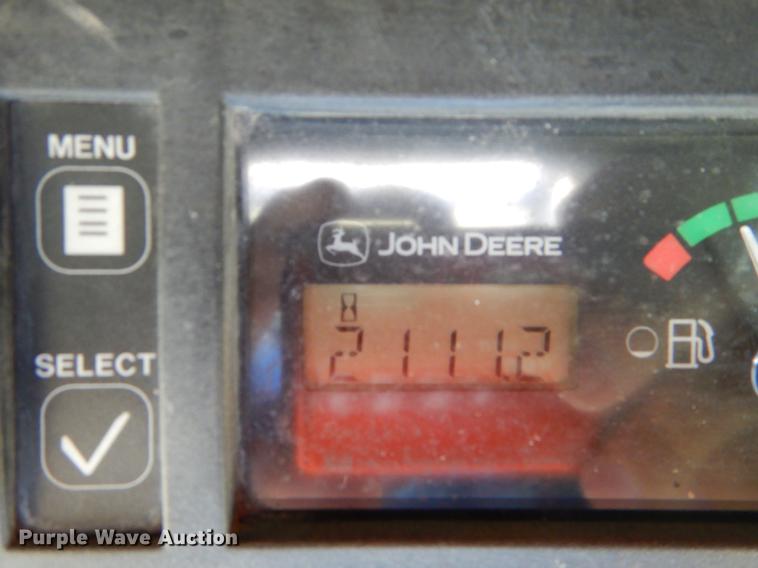 MENU
JOHN DEERE
SELECT
2111.2
Purple Wave Auction